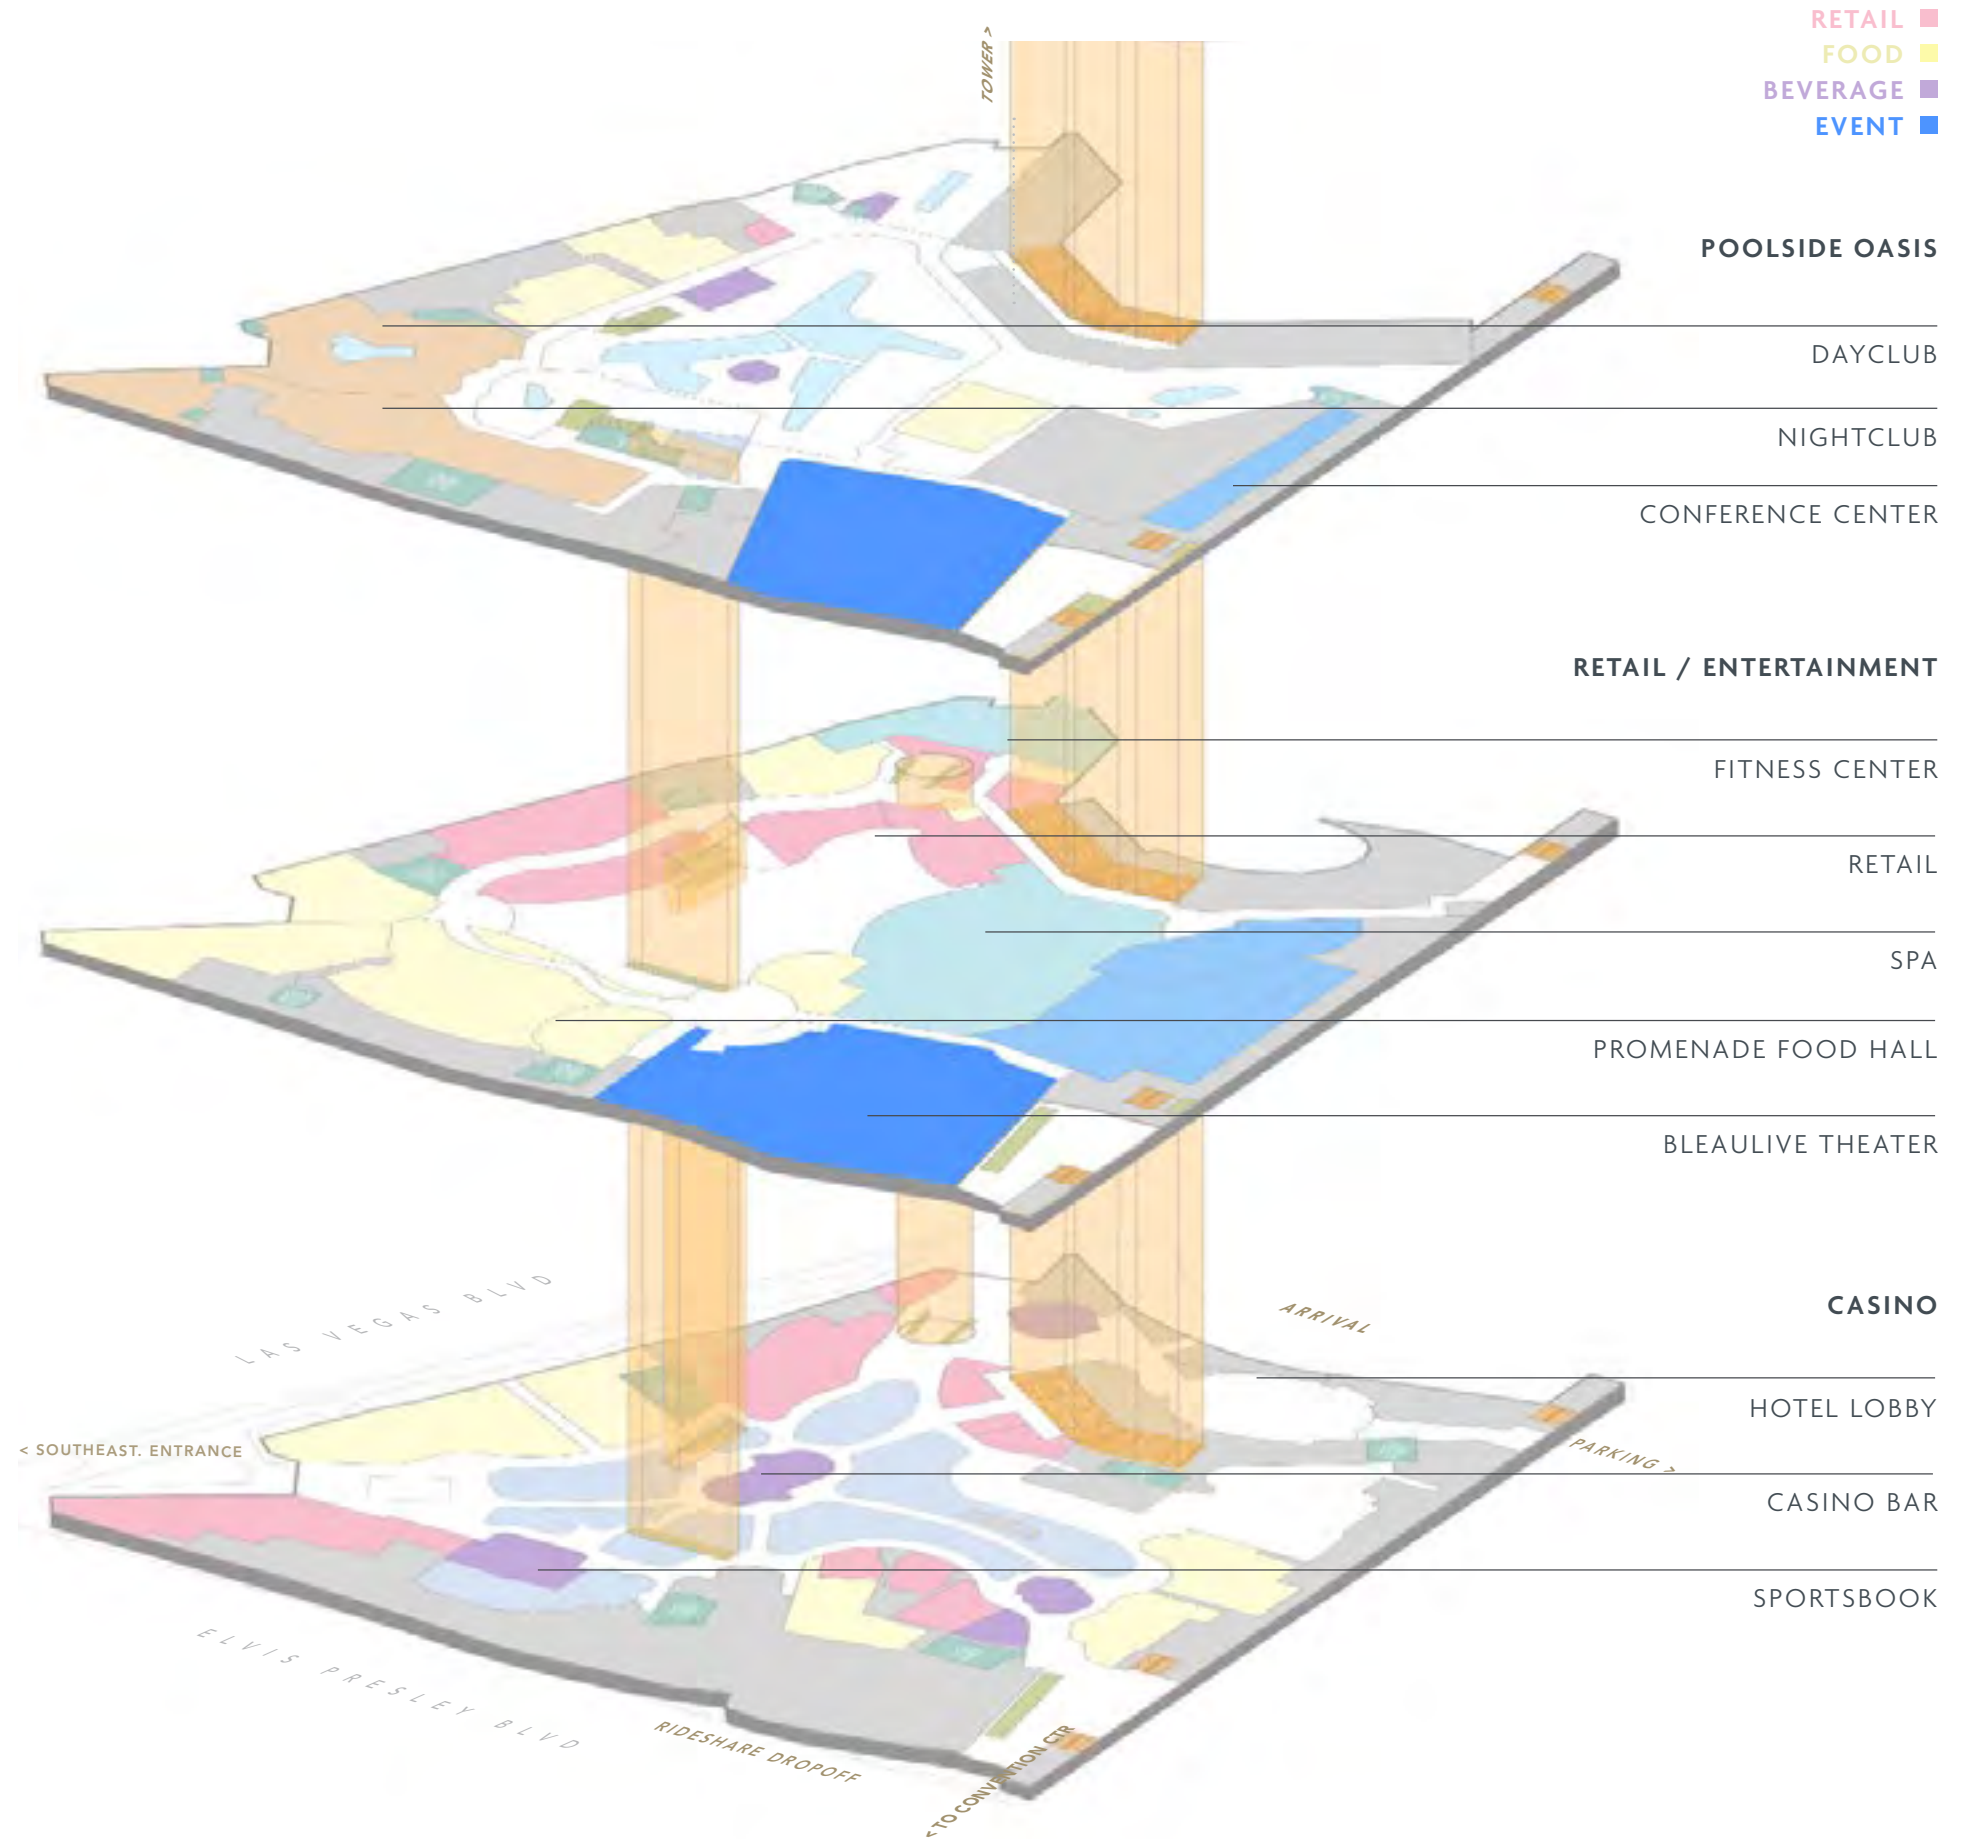 RETAIL
FOOD
BEVERAGE
EVENT
TOWER >
POOLSIDE OASIS
DAYCLUB
NIGHTCLUB
CONFERENCE CENTER
RETAIL / ENTERTAINMENT
FITNESS CENTER
RETAIL
SPA
PROMENADE FOOD HALL
BLEAULIVE THEATER
LAS VEGAS BLVD
ARRIVAL
CASINO
HOTEL LOBBY
< SOUTHEAST. ENTRANCE
PARKING >
CASINO BAR
SPORTSBOOK
ELVIS PRESLEY BLVD
RIDESHARE DROPOFF
< TO CONVENTION CTR